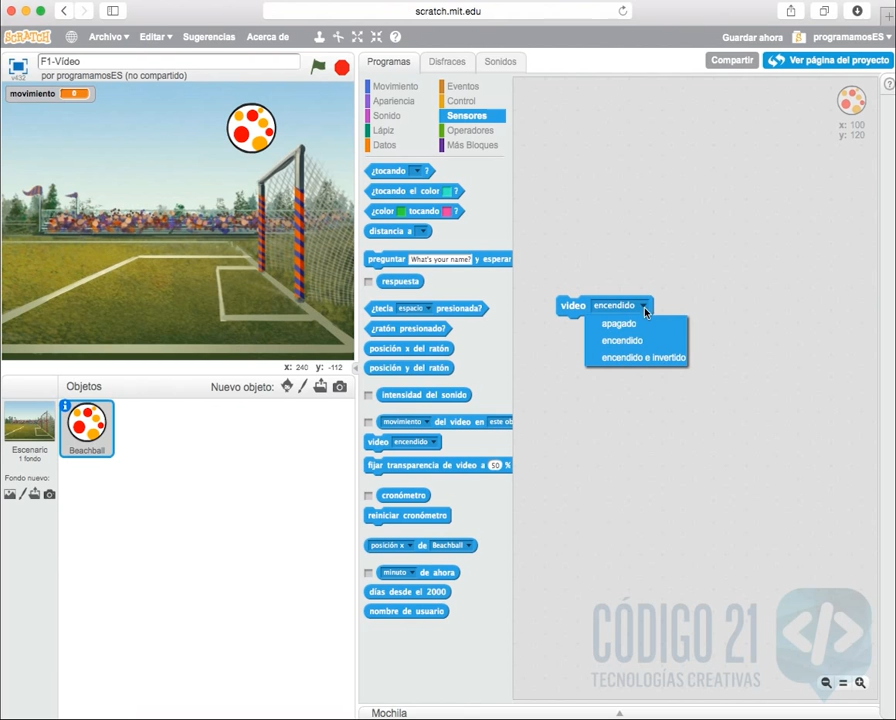 scratch.mit.edu
SCRATCH
Archivo
Editar
Sugerencias
Acerca de
Guardar ahora
programamosES
v432
F1-Vídeo
por programamosES (no compartido)
Programas
Disfraces
Sonidos
Compartir
Ver página del proyecto
movimiento 0
Movimiento
Apariencia
Sonido
Lápiz
Datos
Eventos
Control
Sensores
Operadores
Más Bloques
x: 100
y: 120
¿tocando ?
¿tocando el color ?
¿color tocando ?
distancia a
preguntar What's your name? y esperar
respuesta
¿tecla espacio presionada?
¿ratón presionado?
posición x del ratón
posición y del ratón
intensidad del sonido
movimiento del video en este ob
video encendido
fijar transparencia de video a 50 %
cronómetro
reiniciar cronómetro
posición x de Beachball
minuto de ahora
días desde el 2000
nombre de usuario
video encendido
apagado
encendido
encendido e invertido
x: 240 y: -112
Objetos
Nuevo objeto:
Escenario
1 fondo
Beachball
Fondo nuevo:
CÓDIGO 21
TECNOLOGÍAS CREATIVAS
Mochila